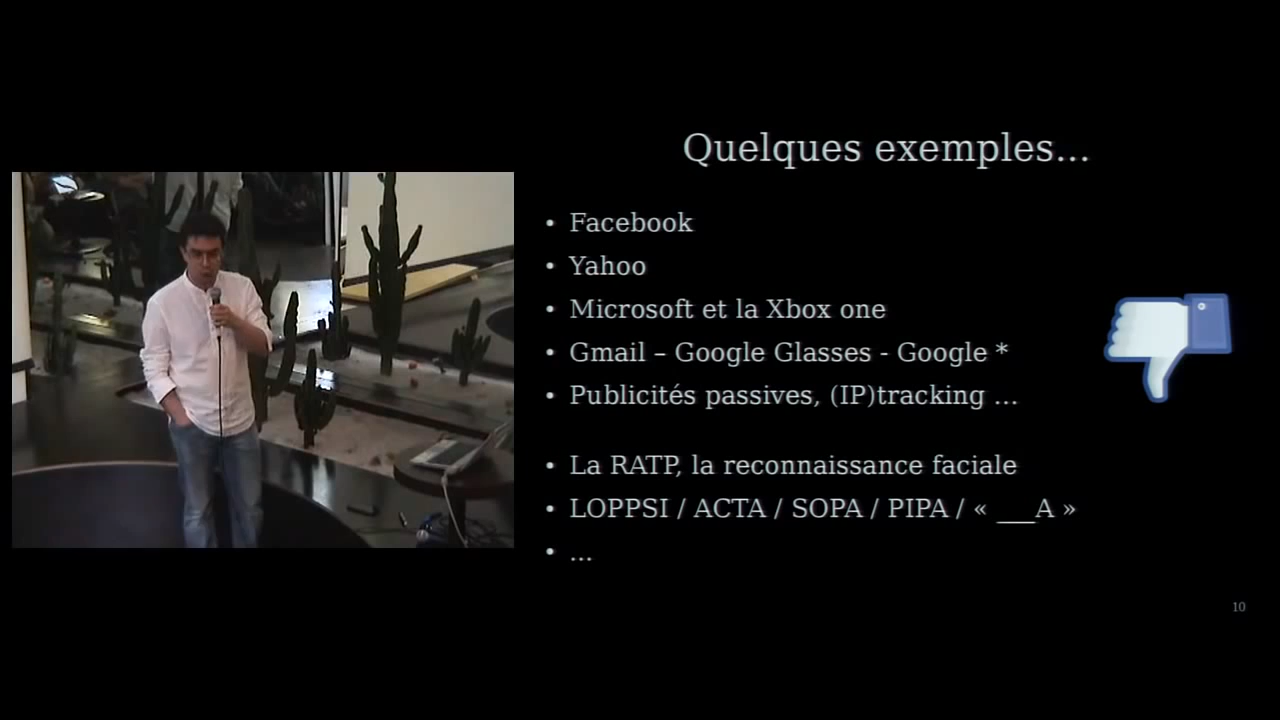 Quelques exemples...
• Facebook
• Yahoo
• Microsoft et la Xbox one
• Gmail – Google Glasses - Google *
• Publicités passives, (IP)tracking ...
• La RATP, la reconnaissance faciale
• LOPPSI / ACTA / SOPA / PIPA / « ___A »
• ...
10